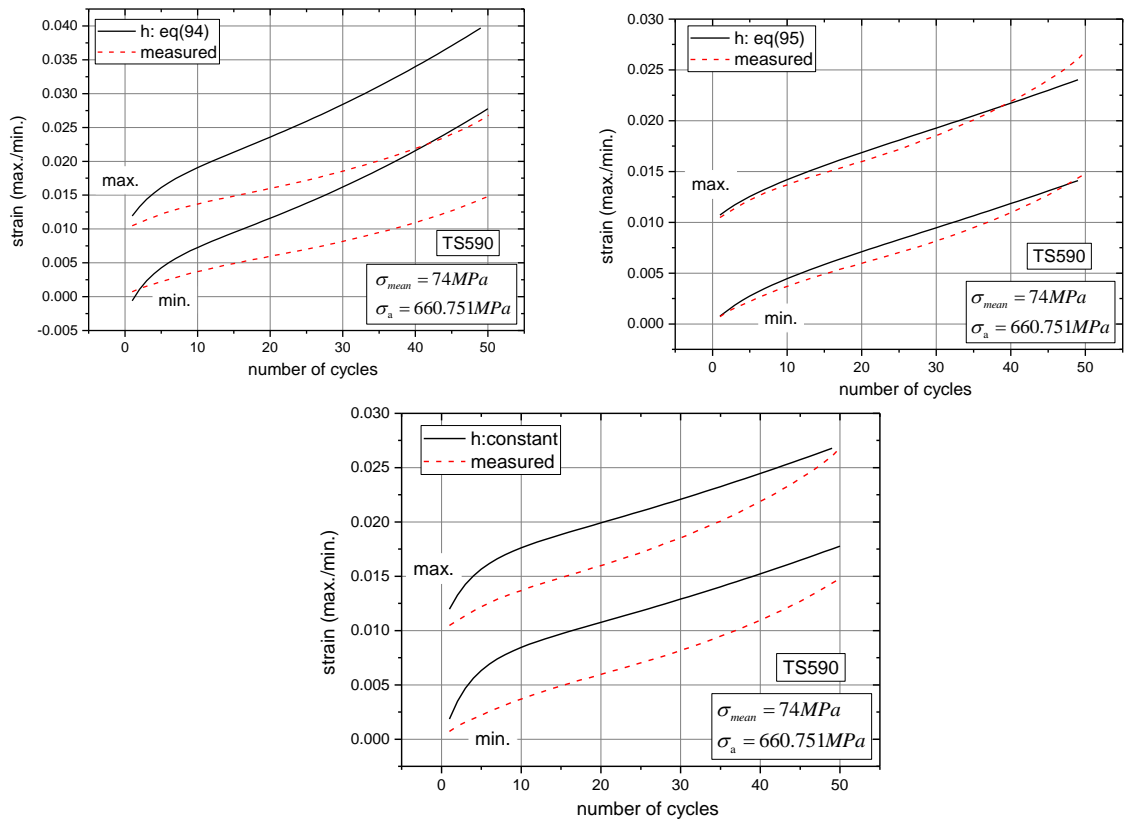 0.040
0.035
0.030
0.025
0.020
0.015
0.010
0.005
0.000
-0.005
strain (max./min.)
h: eq(94)
measured
max.
min.
TS590
σmean = 74MPa
σa = 660.751MPa
0 10 20 30 40 50
number of cycles
0.030
0.025
0.020
0.015
0.010
0.005
0.000
strain (max./min.)
h: eq(95)
measured
max.
min.
TS590
σmean = 74MPa
σa = 660.751MPa
0 10 20 30 40 50
number of cycles
0.030
0.025
0.020
0.015
0.010
0.005
0.000
strain (max./min.)
h:constant
measured
max.
min.
TS590
σmean = 74MPa
σa = 660.751MPa
0 10 20 30 40 50
number of cycles